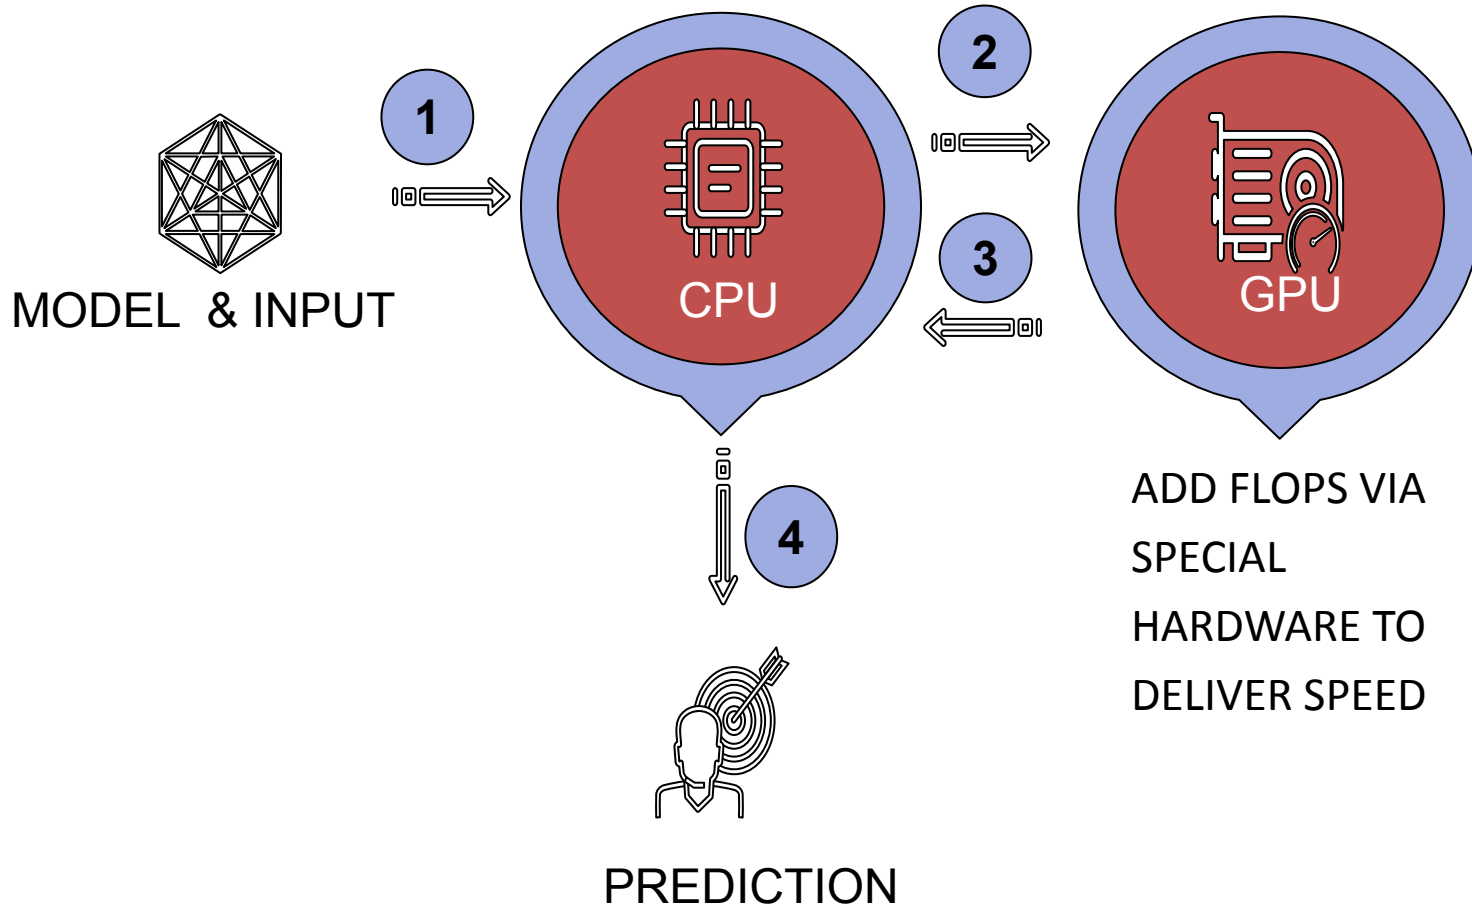 1
2
3
MODEL & INPUT
CPU
GPU
4
ADD FLOPS VIA
SPECIAL
HARDWARE TO
DELIVER SPEED
PREDICTION